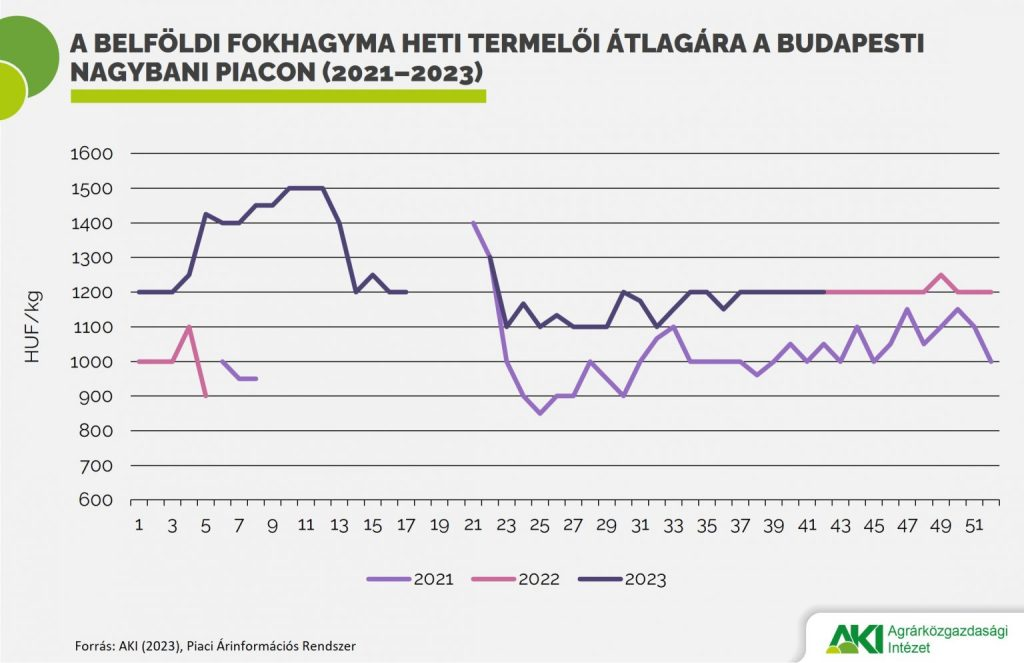 A BELFÖLDI FOKHAGYMA HETI TERMELŐI ÁTLAGÁRA A BUDAPESTI
NAGYBANI PIACON (2021–2023)
HUF/kg
1600
1500
1400
1300
1200
1100
1000
900
800
700
600
1 3 5 7 9 11 13 15 17 19 21 23 25 27 29 31 33 35 37 39 41 43 45 47 49 51
2021 2022 2023
Forrás: AKI (2023), Piaci Árinformációs Rendszer
AKI Agrárközgazdasági
Intézet